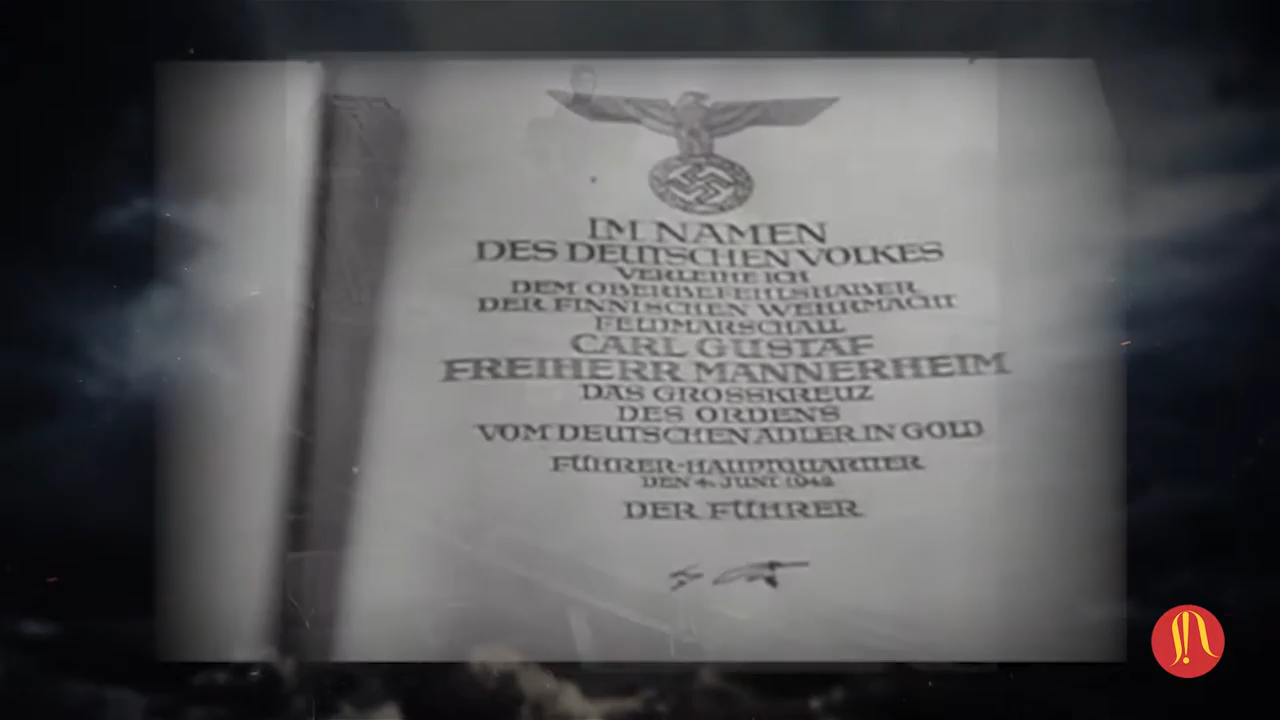 IM NAMEN
DES DEUTSCHEN VOLKES
VERLEIHE ICH
DEM OBERBEFEHLSHABER
DER FINNISCHEN WEHRMACHT
FELDMARSCHALL
CARL GUSTAF
FREIHERR MANNERHEIM
DAS GROSSKREUZ
DES ORDENS
VOM DEUTSCHEN ADLER IN GOLD
FÜHRER-HAUPTQUARTIER
DEN 4. JUNI 1942
DER FÜHRER